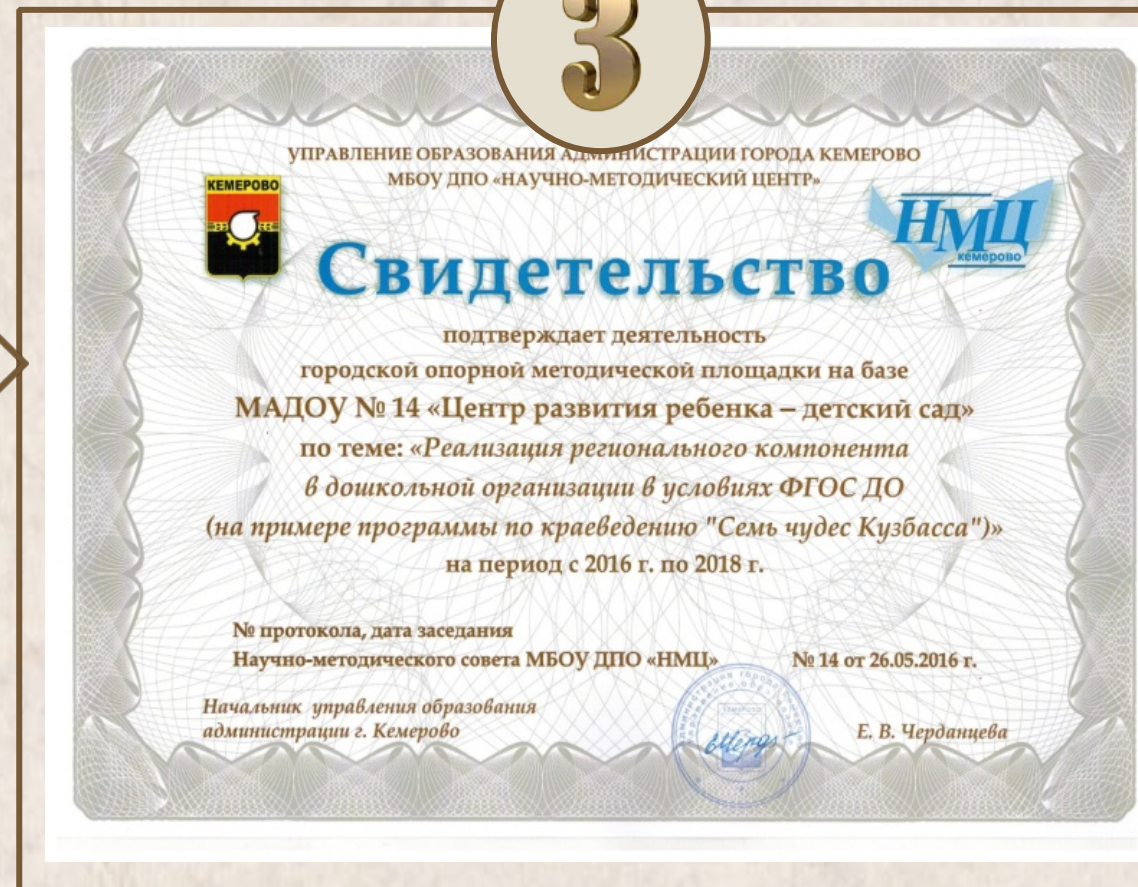 3
УПРАВЛЕНИЕ ОБРАЗОВАНИЯ АДМИНИСТРАЦИИ ГОРОДА КЕМЕРОВО
МБОУ ДПО «НАУЧНО-МЕТОДИЧЕСКИЙ ЦЕНТР»
КЕМЕРОВО
НМЦ
кемерово
Свидетельство
подтверждает деятельность
городской опорной методической площадки на базе
МАДОУ № 14 «Центр развития ребенка – детский сад»
по теме: «Реализация регионального компонента
в дошкольной организации в условиях ФГОС ДО
(на примере программы по краеведению "Семь чудес Кузбасса")»
на период с 2016 г. по 2018 г.
№ протокола, дата заседания
Научно-методического совета МБОУ ДПО «НМЦ» № 14 от 26.05.2016 г.
Начальник управления образования
администрации г. Кемерово
Е. В. Черданцева